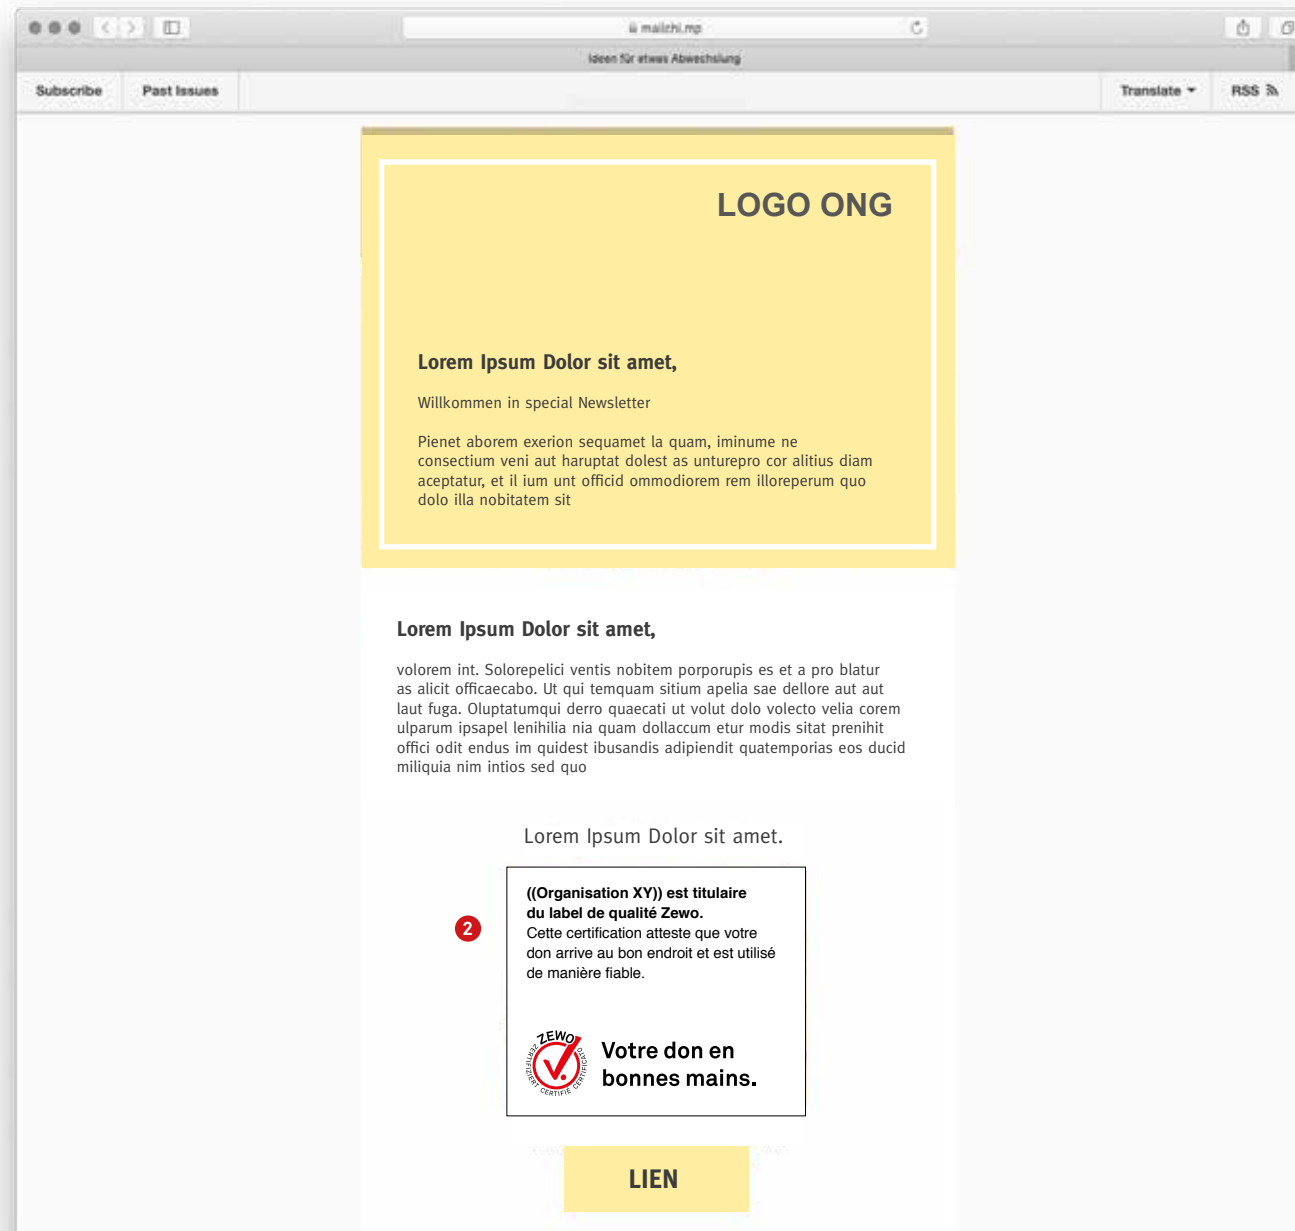 mailchi.mp
Ideen für etwas Abwechslung
Subscribe Past Issues Translate RSS
LOGO ONG
Lorem Ipsum Dolor sit amet,
Willkommen in special Newsletter
Pienet aborem exerion sequamet la quam, iminume ne
consectium veni aut haruptat dolest as unturepro cor alitius diam
aceptatur, et il ium unt officid ommodiorem rem illoreperum quo
dolo illa nobitatem sit
Lorem Ipsum Dolor sit amet,
volorem int. Solorepelici ventis nobitem porporupis es et a pro blatur
as alicit officaecabo. Ut qui temquam sitium apelia sae dellore aut aut
laut fuga. Oluptatumqui derro quaecati ut volut dolo volecto velia corem
ulparum ipsapel lenihilia nia quam dollaccum etur modis sitat prenihit
offici odit endus im quidest ibusandis adipiendit quatemporias eos ducid
miliquia nim intios sed quo
Lorem Ipsum Dolor sit amet.
2
((Organisation XY)) est titulaire
du label de qualité Zewo.
Cette certification atteste que votre
don arrive au bon endroit et est utilisé
de manière fiable.
ZEWO
ZERTIFIZIERT CERTIFIÉ CERTIFICATO
Votre don en
bonnes mains.
LIEN